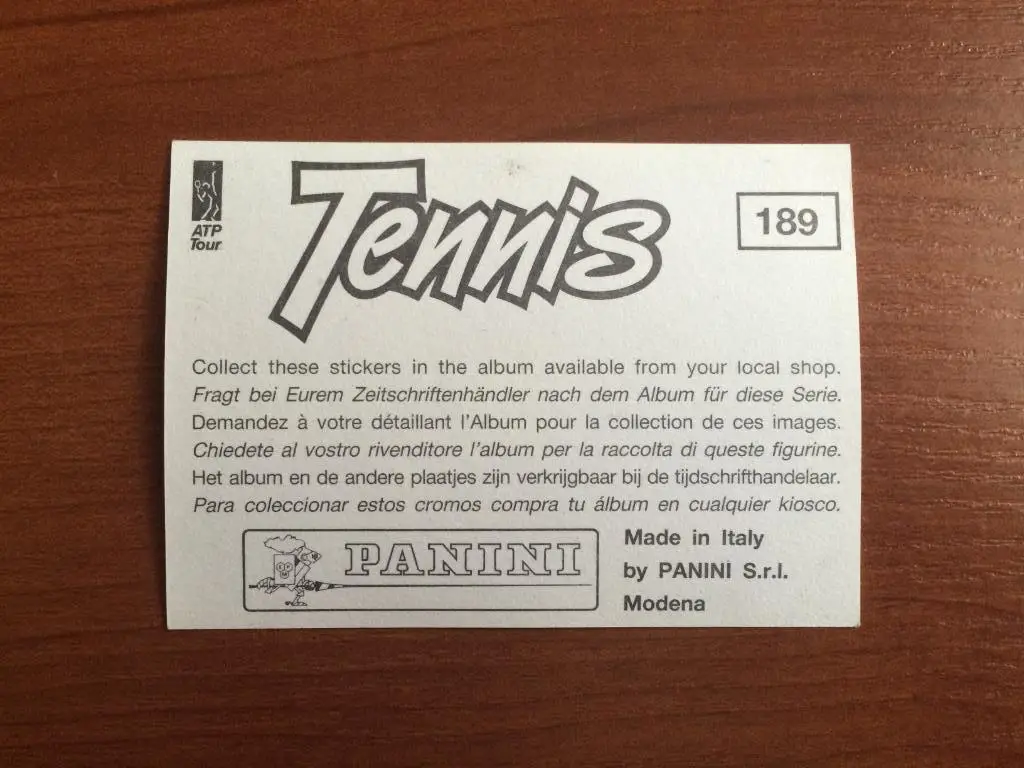 ATP
Tour
Tennis
189
Collect these stickers in the album available from your local shop.
Fragt bei Eurem Zeitschriftenhändler nach dem Album für diese Serie.
Demandez à votre détaillant l'Album pour la collection de ces images.
Chiedete al vostro rivenditore l'album per la raccolta di queste figurine.
Het album en de andere plaatjes zijn verkrijgbaar bij de tijdschrifthandelaar.
Para coleccionar estos cromos compra tu álbum en cualquier kiosco.
PANINI
Made in Italy
by PANINI S.r.l.
Modena